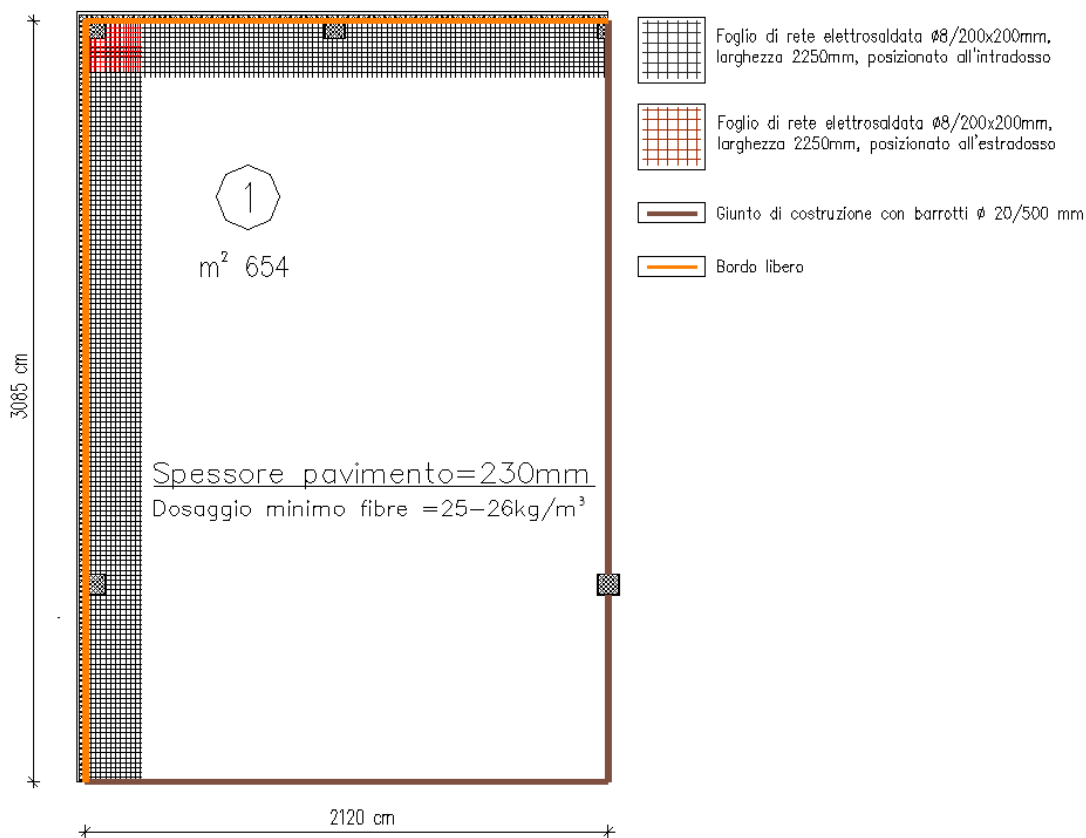 Foglio di rete elettrosaldata ø8/200x200mm,
larghezza 2250mm, posizionato all'intradosso
Foglio di rete elettrosaldata ø8/200x200mm,
larghezza 2250mm, posizionato all'estradosso
Giunto di costruzione con barrotti ø 20/500 mm
Bordo libero
1
m² 654
3085 cm
Spessore pavimento=230mm
Dosaggio minimo fibre =25-26kg/m³
2120 cm